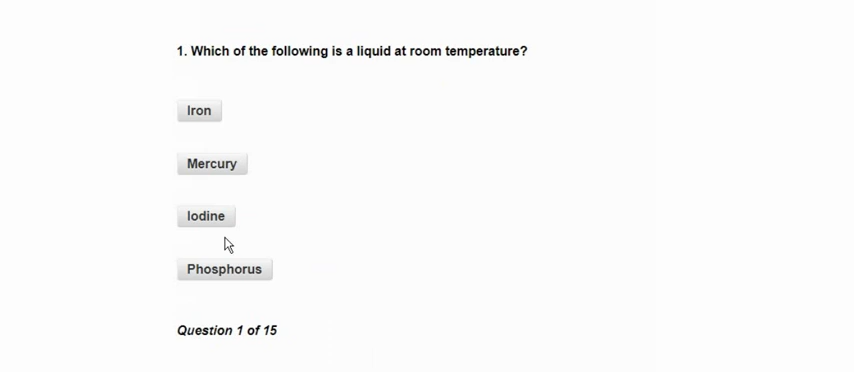 1. Which of the following is a liquid at room temperature?
Iron
Mercury
Iodine
Phosphorus
Question 1 of 15